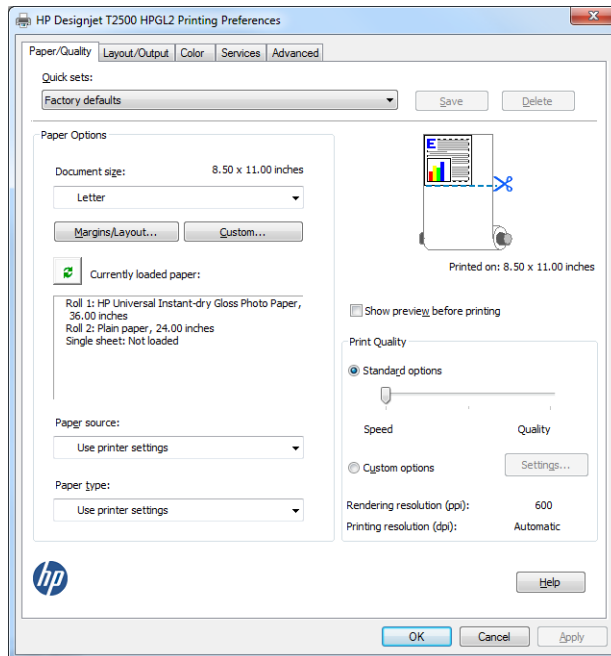 HP Designjet T2500 HPGL2 Printing Preferences
Paper/Quality Layout/Output Color Services Advanced
Quick sets:
Factory defaults
Save Delete
Paper Options
Document size: 8.50 x 11.00 inches
Letter
Margins/Layout... Custom...
Currently loaded paper:
Roll 1: HP Universal Instant-dry Gloss Photo Paper,
36.00 inches
Roll 2: Plain paper, 24.00 inches
Single sheet: Not loaded
Paper source:
Use printer settings
Paper type:
Use printer settings
E
Printed on: 8.50 x 11.00 inches
Show preview before printing
Print Quality
Standard options
Speed Quality
Custom options Settings...
Rendering resolution (ppi): 600
Printing resolution (dpi): Automatic
hp
Help
OK Cancel Apply